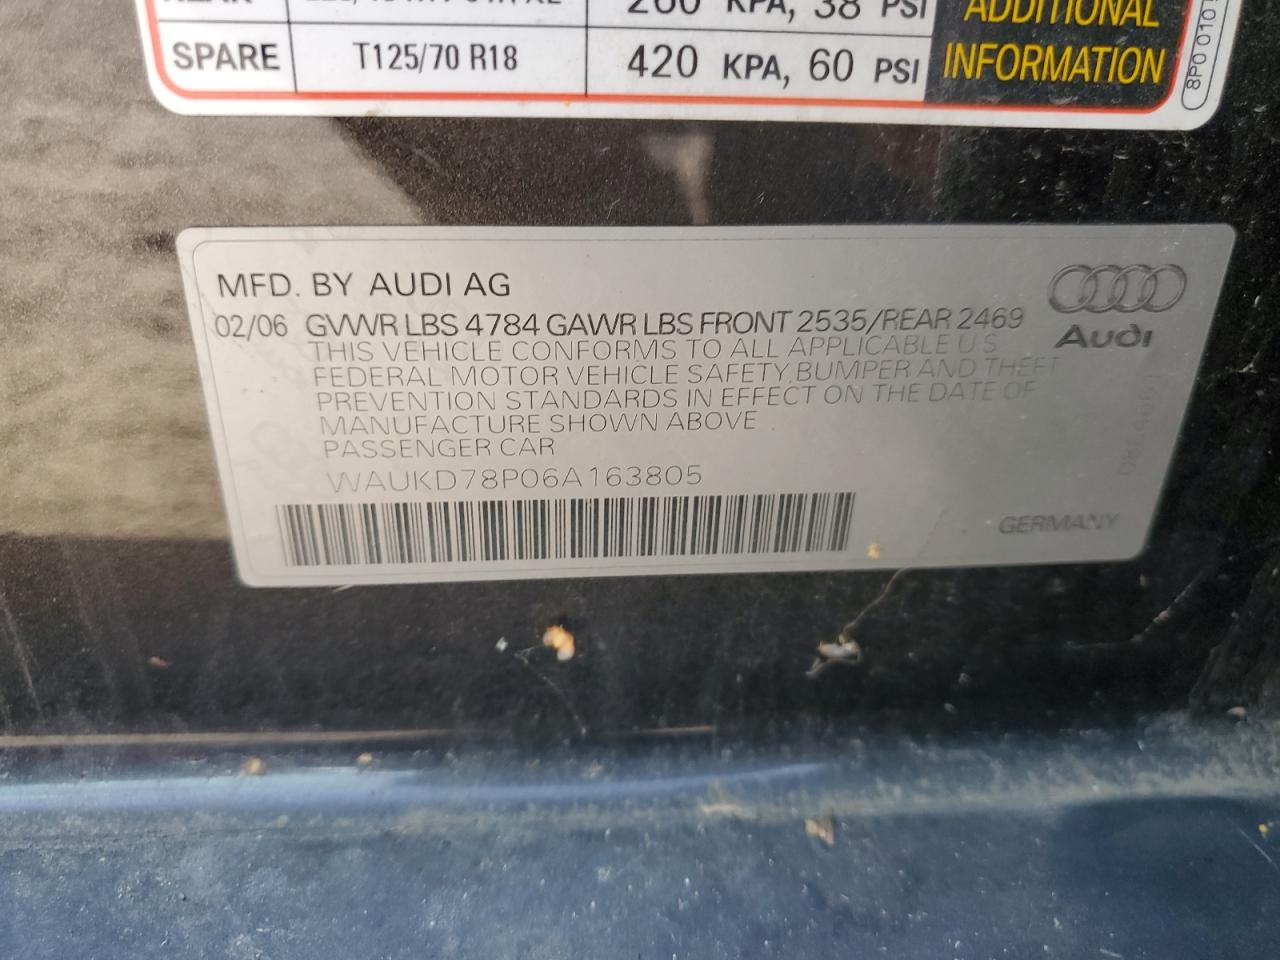 260 KPA, 38 PSI
ADDITIONAL
SPARE T125/70 R18 420 KPA, 60 PSI INFORMATION
8P0 010
MFD. BY AUDI AG
02/06 GVWR LBS 4784 GAWR LBS FRONT 2535/REAR 2469
Audi
THIS VEHICLE CONFORMS TO ALL APPLICABLE U S
FEDERAL MOTOR VEHICLE SAFETY, BUMPER AND THEFT
PREVENTION STANDARDS IN EFFECT ON THE DATE OF
MANUFACTURE SHOWN ABOVE
PASSENGER CAR
WAUKD78P06A163805
GERMANY